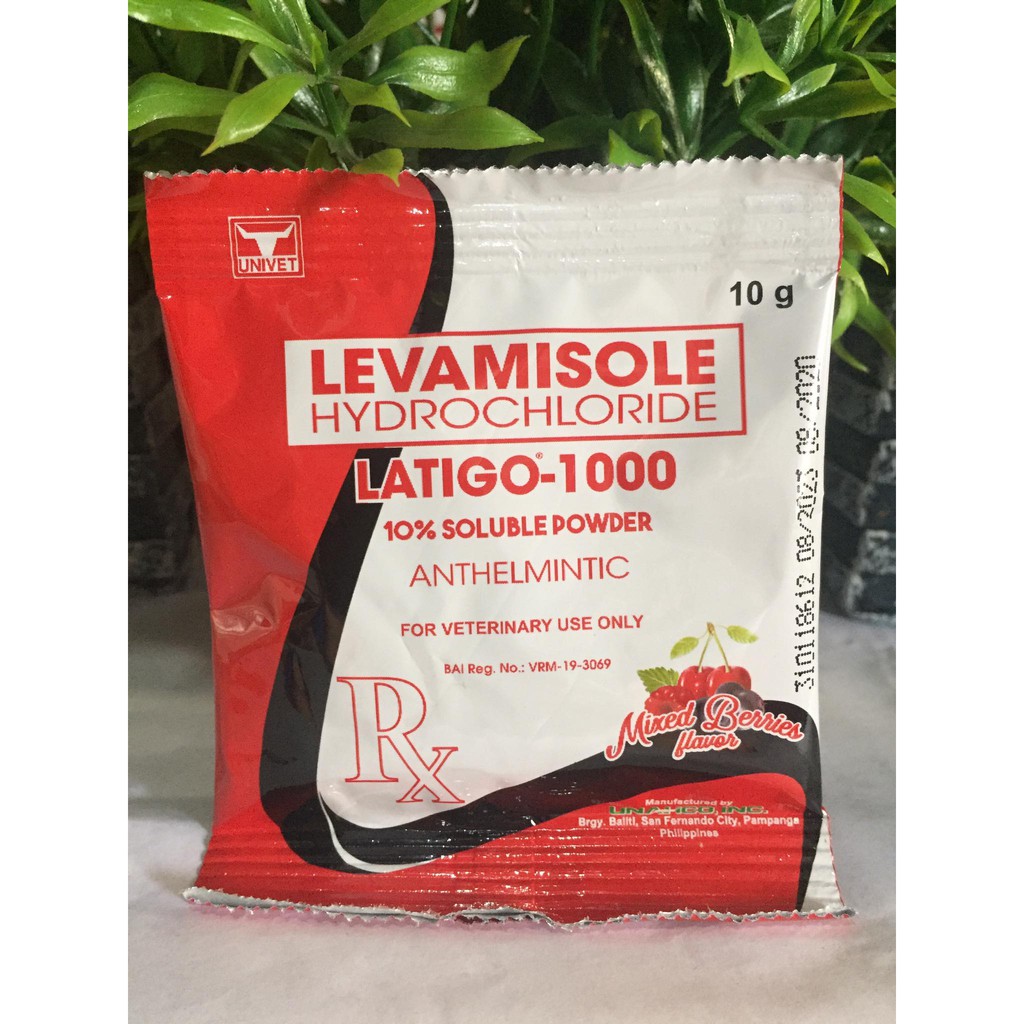 UNIVET
10 g
LEVAMISOLE
HYDROCHLORIDE
LATIGO®-1000
10% SOLUBLE POWDER
ANTHELMINTIC
FOR VETERINARY USE ONLY
BAI Reg. No.: VRM-19-3069
Rx
Mixed Berries
flavor
Manufactured by
UNAHCO, INC.
Brgy. Baliti, San Fernando City, Pampanga
Philippines
310118612 08/2023 08/2020